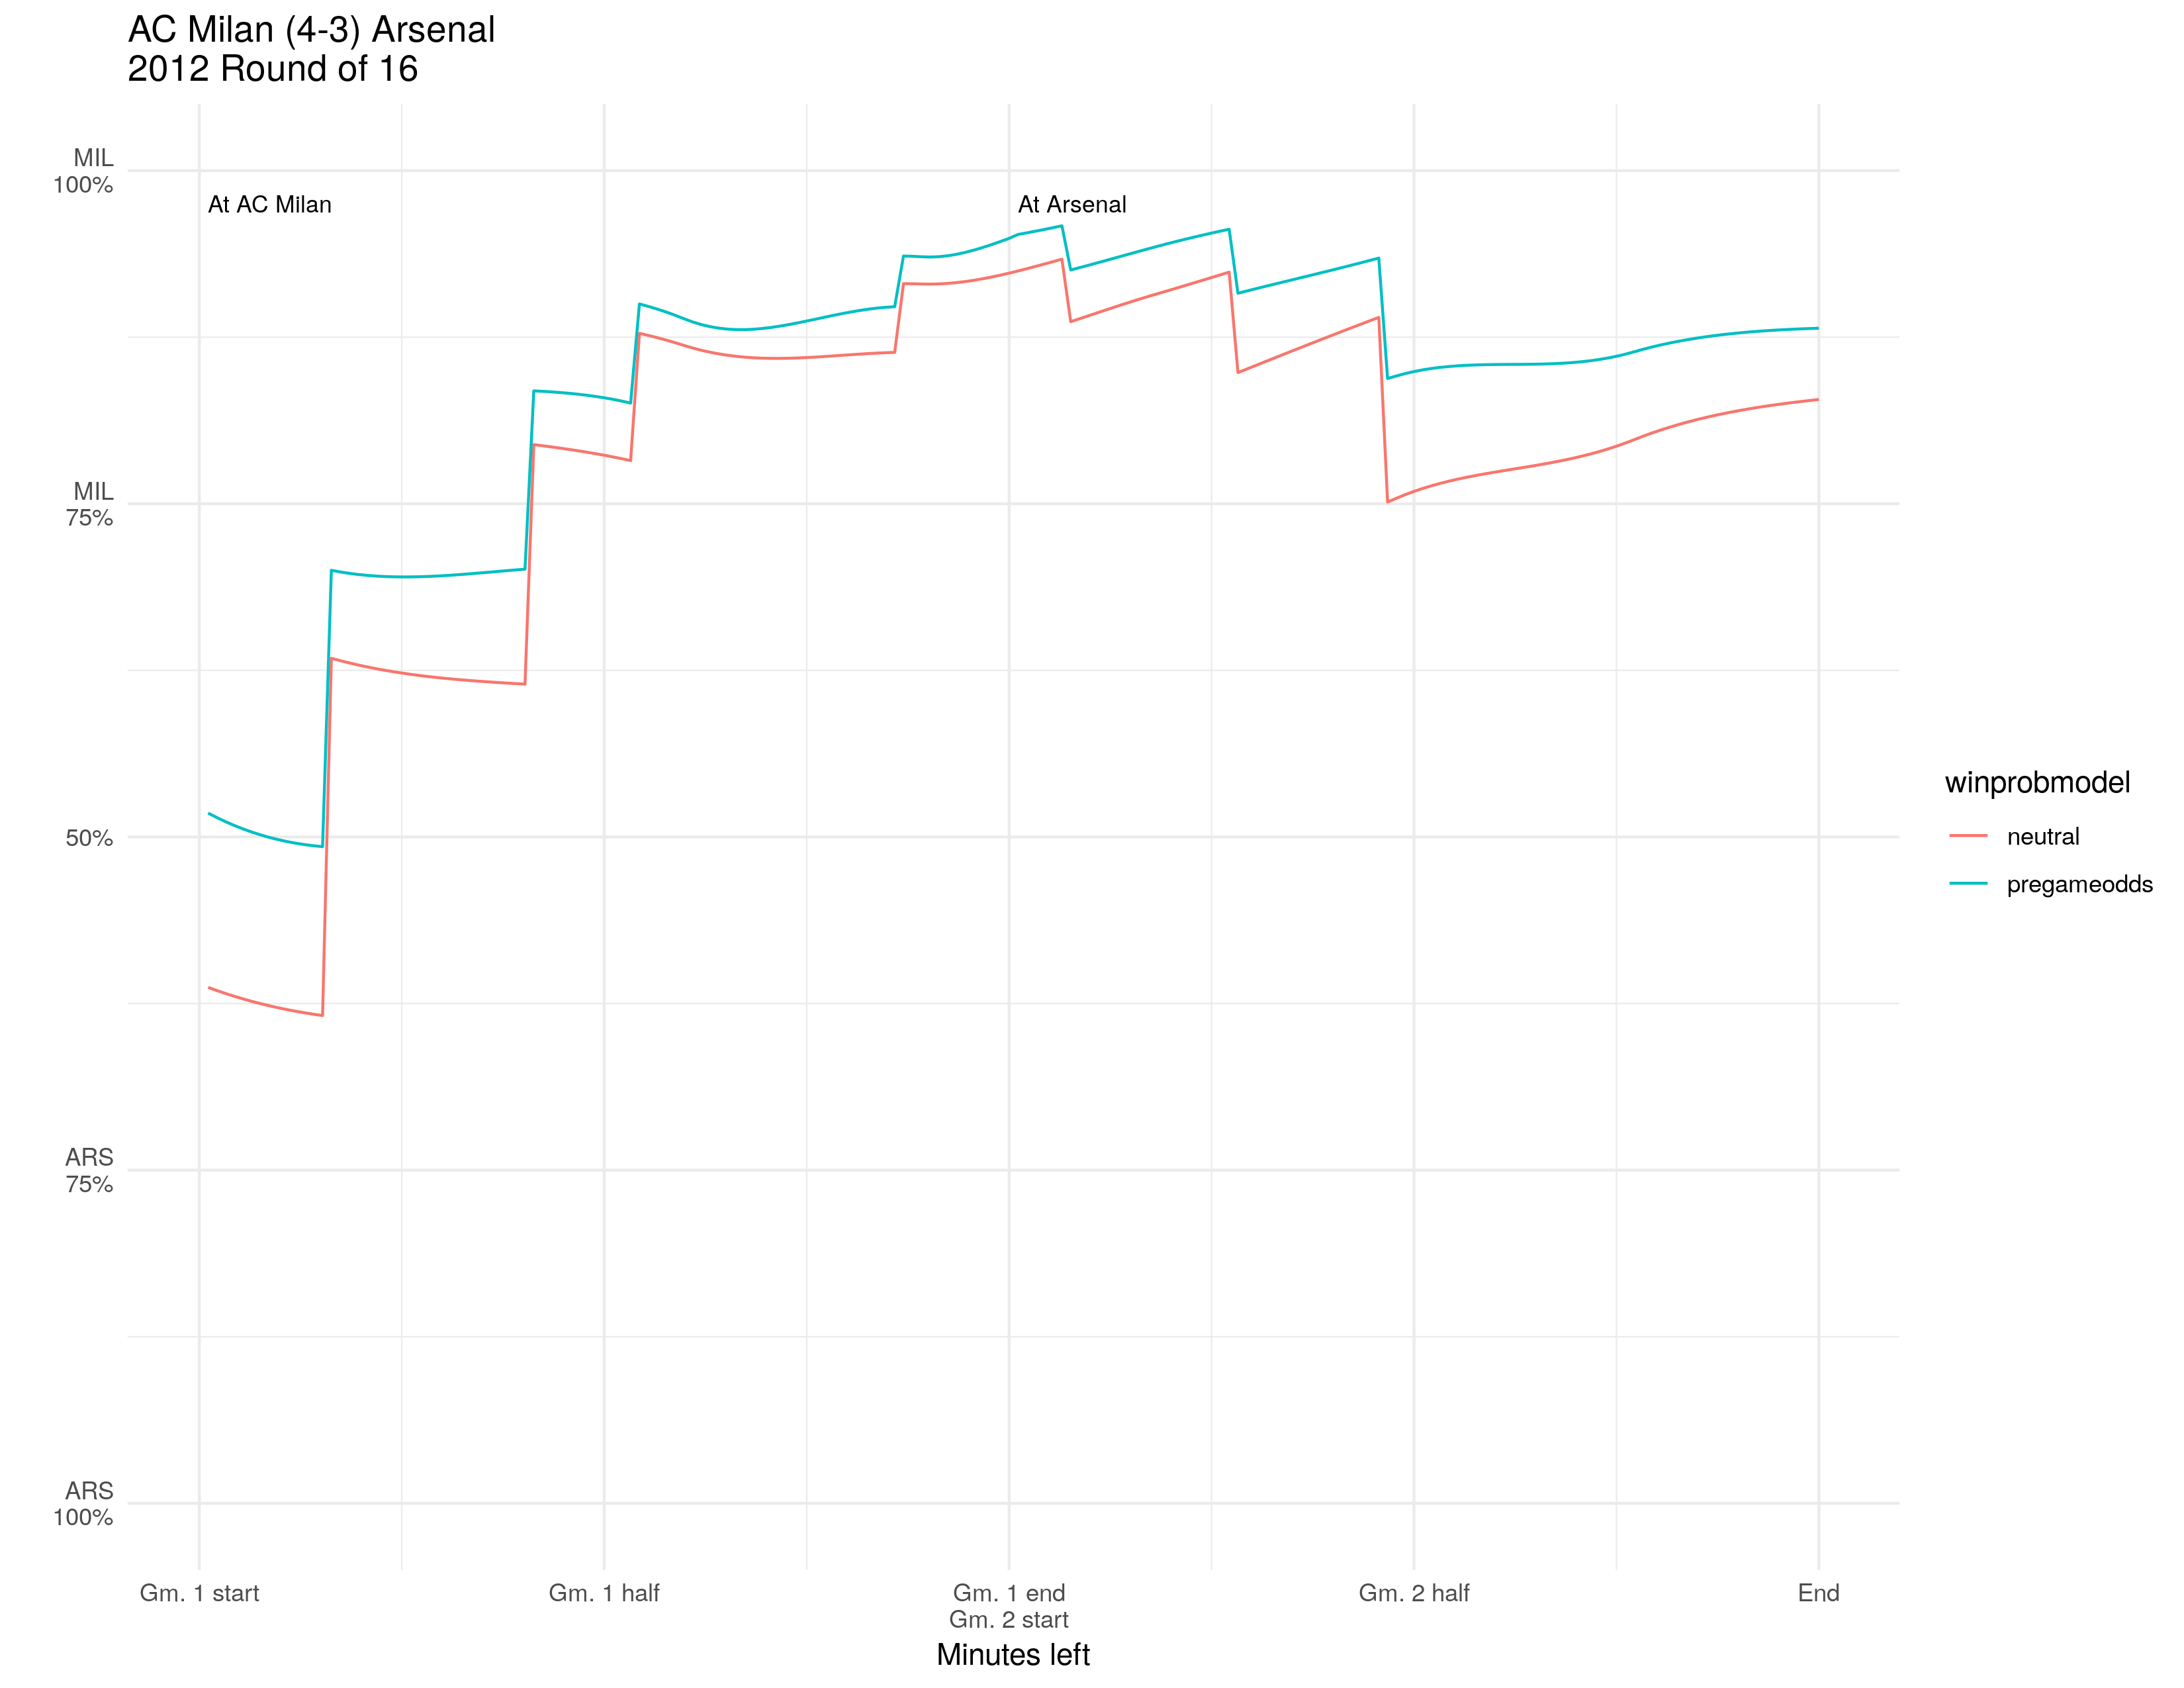 AC Milan (4-3) Arsenal
2012 Round of 16
MIL
100%
At AC Milan
At Arsenal
MIL
75%
50%
ARS
75%
ARS
100%
winprobmodel
neutral
pregameodds
Gm. 1 start
Gm. 1 half
Gm. 1 end
Gm. 2 start
Gm. 2 half
End
Minutes left